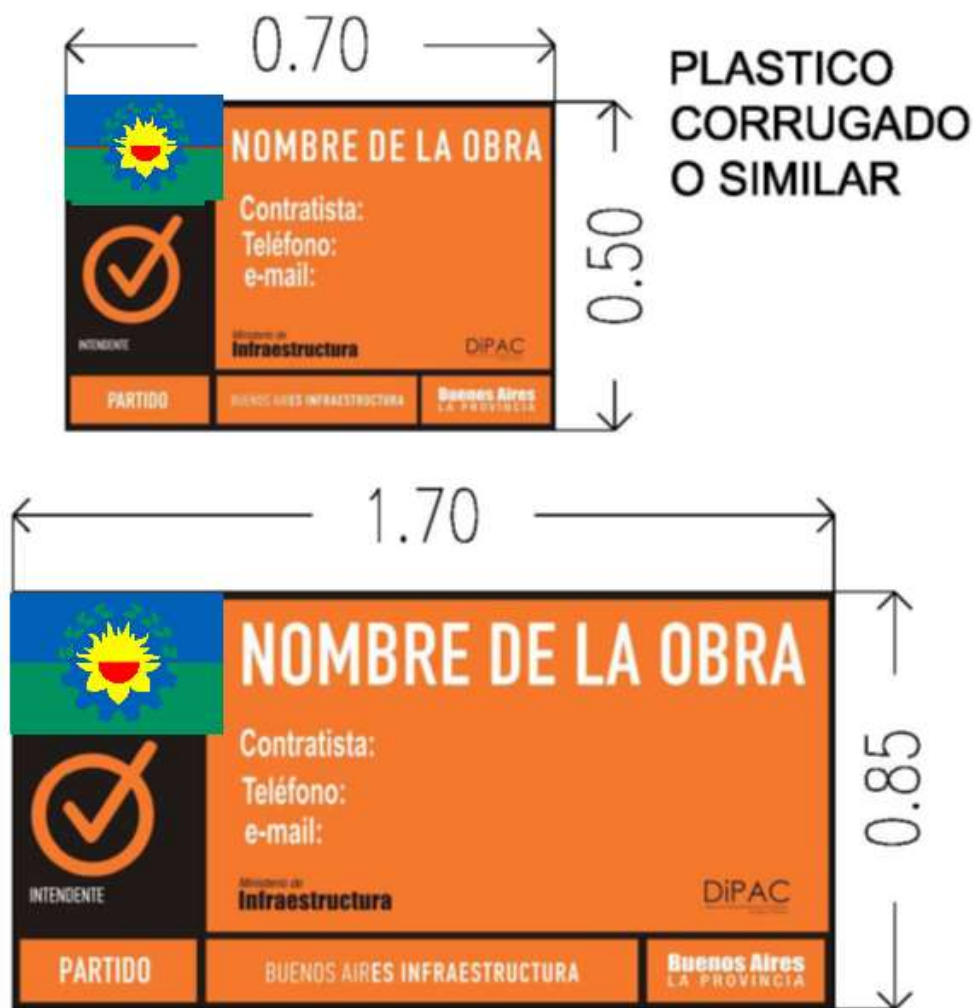 0.70
PLASTICO
CORRUGADO
O SIMILAR
0.50
NOMBRE DE LA OBRA
Contratista:
Teléfono:
e-mail:
INTENDENTE
Ministerio de
Infraestructura
DiPAC
PARTIDO
BUENOS AIRES INFRAESTRUCTURA
Buenos Aires
LA PROVINCIA
1.70
0.85
NOMBRE DE LA OBRA
Contratista:
Teléfono:
e-mail:
INTENDENTE
Ministerio de
Infraestructura
DiPAC
PARTIDO
BUENOS AIRES INFRAESTRUCTURA
Buenos Aires
LA PROVINCIA